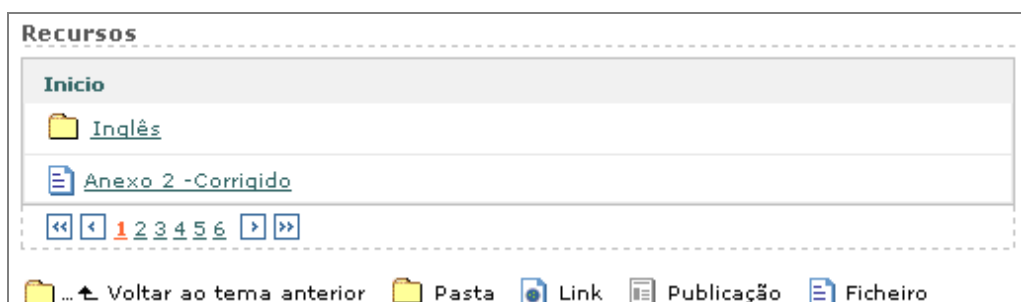 Recursos
Inicio
Inglês
Anexo 2 -Corrigido
1 2 3 4 5 6
... Voltar ao tema anterior Pasta Link Publicação Ficheiro